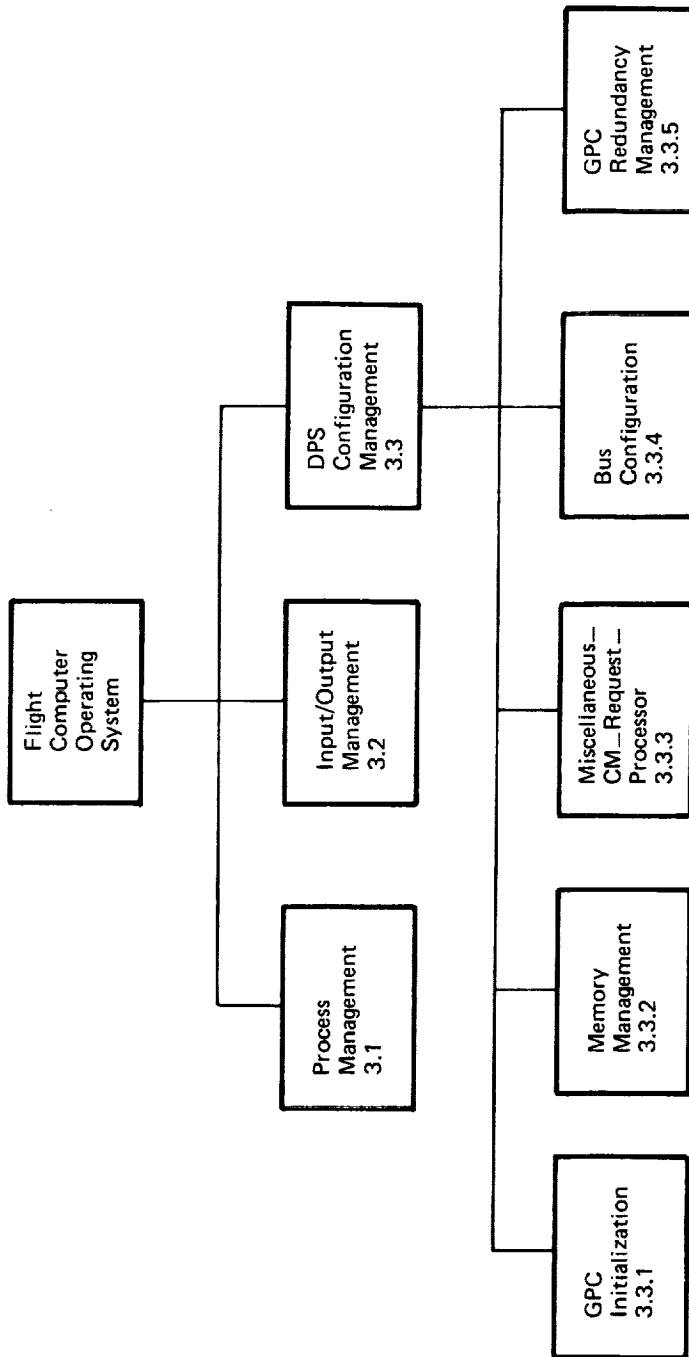 Flight
Computer
Operating
System
Process
Management
3.1
Input/Output
Management
3.2
DPS
Configuration
Management
3.3
GPC
Initialization
3.3.1
Memory
Management
3.3.2
Miscellaneous_
CM_Request_
Processor
3.3.3
Bus
Configuration
3.3.4
GPC
Redundancy
Management
3.3.5